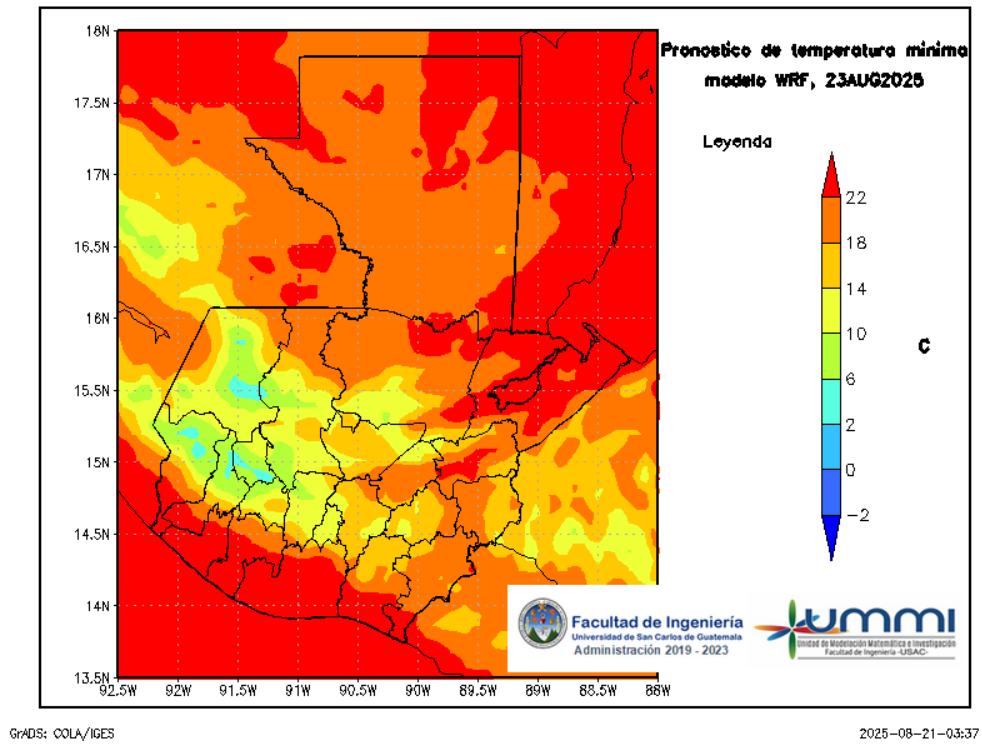 Pronostico de temperatura minima
modelo WRF, 23AUG2025
Leyenda
22
18
14
10
6
2
0
−2
C
18N
17.5N
17N
16.5N
16N
15.5N
15N
14.5N
14N
13.5N
92.5W 92W 91.5W 91W 90.5W 90W 89.5W 89W 88.5W 88W
Facultad de Ingeniería
Universidad de San Carlos de Guatemala
Administración 2019 - 2023
ummi
Unidad de Modelación Matemática e Investigación
Facultad de Ingeniería -USAC-
GrADS: COLA/IGES
2025-08-21-03:37